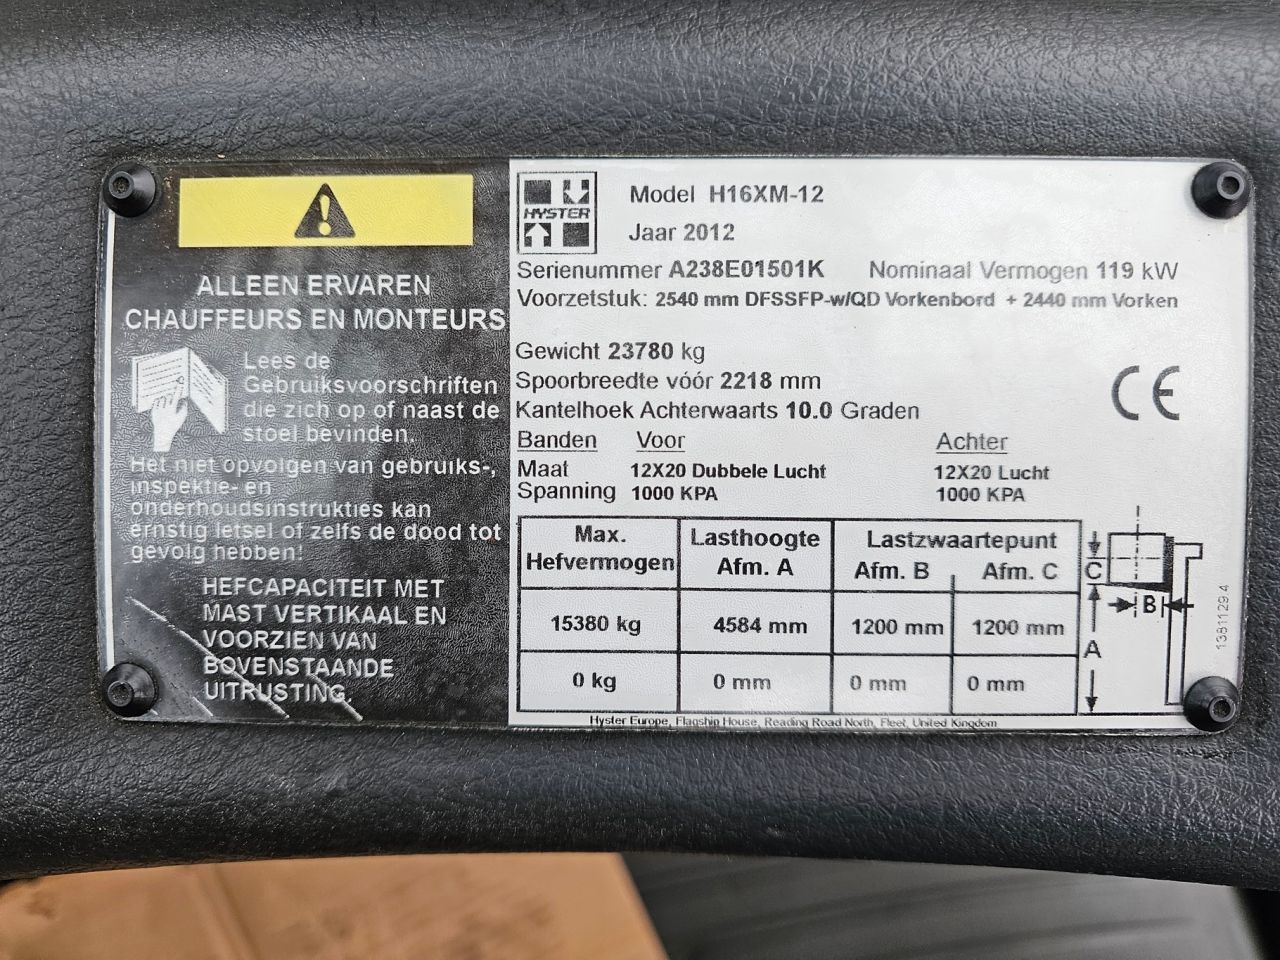 ALLEEN ERVAREN
CHAUFFEURS EN MONTEURS
Lees de
Gebruiksvoorschriften
die zich op of naast de
stoel bevinden.
Het niet opvolgen van gebruiks-,
inspektie- en
onderhoudsinstrukties kan
ernstig letsel of zelfs de dood tot
gevolg hebben!
HEFCAPACITEIT MET
MAST VERTIKAAL EN
VOORZIEN VAN
BOVENSTAANDE
UITRUSTING.
HYSTER
Model H16XM-12
Jaar 2012
Serienummer A238E01501K Nominaal Vermogen 119 kW
Voorzetstuk: 2540 mm DFSSFP-w/QD Vorkenbord + 2440 mm Vorken
Gewicht 23780 kg
Spoorbreedte vóór 2218 mm
Kantelhoek Achterwaarts 10.0 Graden
CE
Banden Voor Achter
Maat 12X20 Dubbele Lucht 12X20 Lucht
Spanning 1000 KPA 1000 KPA
Max. Hefvermogen Lasthoogte Afm. A Lastzwaartepunt Afm. B Afm. C
15380 kg 4584 mm 1200 mm 1200 mm
0 kg 0 mm 0 mm 0 mm
C
B
A
1381129 4
Hyster Europe, Flagship House, Reading Road North, Fleet, United Kingdom